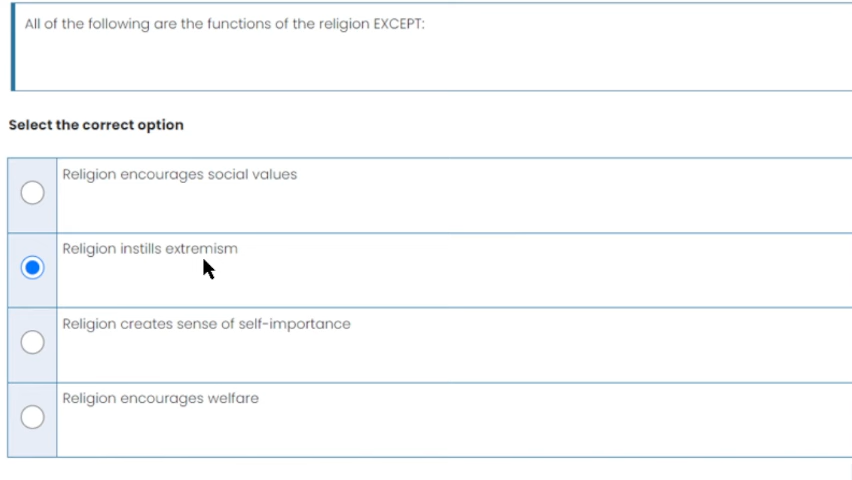 All of the following are the functions of the religion EXCEPT:
Select the correct option
Religion encourages social values
Religion instills extremism
Religion creates sense of self-importance
Religion encourages welfare